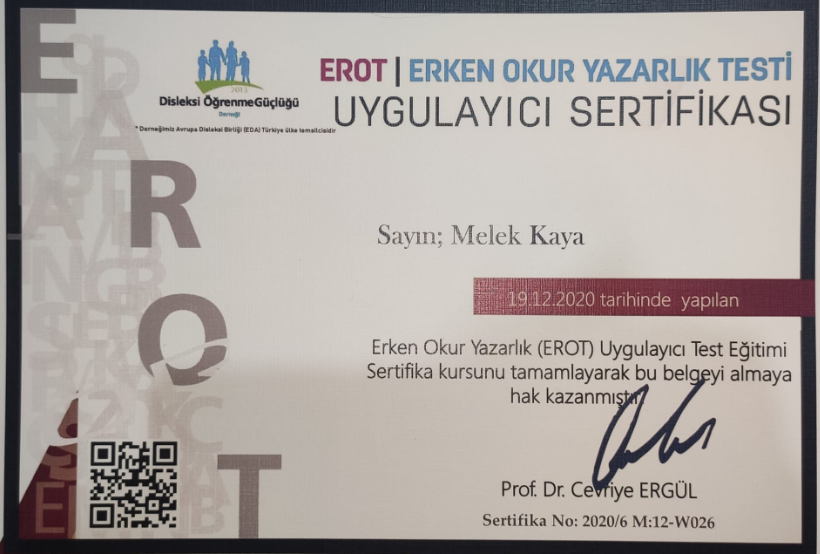 2013
Disleksi Öğrenme Güçlüğü
Derneği
* Derneğimiz Avrupa Disleksi Birliği (EDA) Türkiye ülke temsilcisidir
EROT | ERKEN OKUR YAZARLIK TESTİ
UYGULAYICI SERTİFİKASI
Sayın; Melek Kaya
19.12.2020 tarihinde yapılan
Erken Okur Yazarlık (EROT) Uygulayıcı Test Eğitimi
Sertifika kursunu tamamlayarak bu belgeyi almaya
hak kazanmıştır.
Prof. Dr. Cevriye ERGÜL
Sertifika No: 2020/6 M:12-W026
E
R
O
T